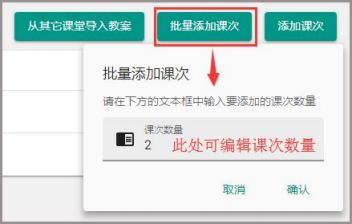 从其它课堂导入教案 批量添加课次 添加课次
批量添加课次
请在下方的文本框中输入要添加的课次数量
课次数量
2 此处可编辑课次数量
取消 确认